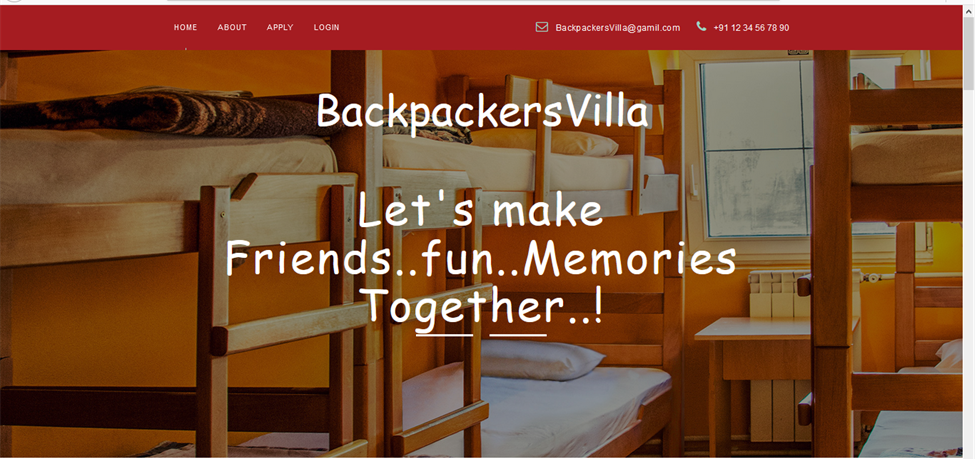 HOME ABOUT APPLY LOGIN BackpackersVilla@gamil.com +91 12 34 56 78 90
BackpackersVilla
Let's make
Friends..fun..Memories
Together..!